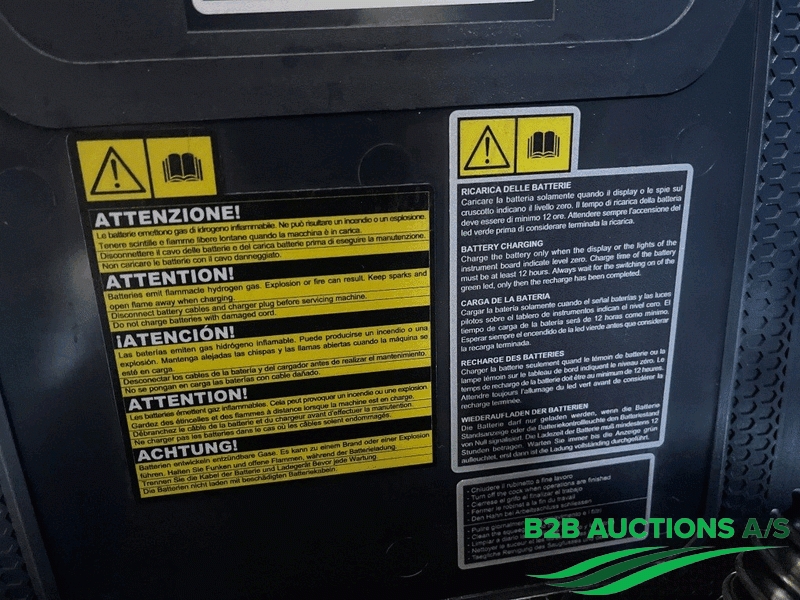 ATTENZIONE!
Le batterie emettono gas di idrogeno infiammabile. Ne può risultare un incendio o un esplosione.
Tenere scintille e fiamme libere lontane quando la macchina è in carica.
Disconnettere il cavo delle batterie e del carica batterie prima di eseguire la manutenzione.
Non caricare le batterie con il cavo danneggiato.
ATTENTION!
Batteries emit flammacle hydrogen gas. Explosion or fire can result. Keep sparks and
open flame away when charging.
Disconnect battery cables and charger plug before servicing machine.
Do not charge batteries with damaged cord.
¡ATENCIÓN!
Las baterías emiten gas hidrógeno inflamable. Puede producirse un incendio o una
explosión. Mantenga alejadas las chispas y las llamas abiertas cuando la máquina se
esté en carga
Desconectar los cables de la batería y del cargador antes de realizar el mantenimiento.
No se pongan en carga las baterías con cable dañado.
ATTENTION!
Les batteries émettent gaz inflammables. Cela peut provoquer un incendie ou une explosion
Gardez des étincelles et des flammes à distance lorsque la machine est en charge.
Débranchez le câble de la batterie et du chargeur avant d'effectuer la manutention.
Ne charger pas les batteries dans le cas où les câbles soient endommagés.
ACHTUNG!
Batterien entwickeln entzündbare Gase. Es kann zu einem Brand oder einer Explosion
führen. Halten Sie Funken und offene Flammen, während der Batterieladung.
Trennen Sie die Kabel der Batterie und Ladegerät Bevor jede Wartung.
Die Batterien nicht laden mit beschädigten Batteriekabeln.
RICARICA DELLE BATTERIE
Caricare la batteria solamente quando il display o le spie sul
cruscotto indicano il livello zero. Il tempo di ricarica della batteria
deve essere di minimo 12 ore. Attendere sempre l'accensione del
led verde prima di considerare terminata la ricarica.
BATTERY CHARGING
Charge the battery only when the display or the lights of the
instrument board indicate level zero. Charge time of the battery
must be at least 12 hours. Always wait for the switching on of the
green led, only then the recharge has been completed.
CARGA DE LA BATERIA
Cargar la batería solamente cuando el señal baterías y las luces
pilotos sobre el tablero de instrumentos indican el nivel cero. El
tiempo de carga de la batería será de 12 horas como mínimo.
Esperar siempre el encendido de la led verde antes que considerar
la recarga terminada.
RECHARGE DES BATTERIES
Charger la batterie seulement quand le témoin de batterie ou la
lampe témoin sur le tableau de bord indiquent le niveau zéro. Le
temps de recharge de la batterie doit être au minimum de 12 heures.
Attendre toujours l'allumage du led vert avant de considérer la
recharge terminée.
WIEDERAUFLADEN DER BATTERIEN
Die Batterie darf nur geladen werden, wenn die Batterie
Standsanzeige oder die Batteriekontrollleuchte den Batteriestand
von Null signalisiert. Die Ladezeit der Batterie muß mindestens 12
Stunden betragen. Warten Sie immer bis die Anzeige grün
aufleuchtet, erst dann ist die Ladung vollständig durchgeführt.
- Chiudere il rubinetto a fine lavoro
- Turn off the cock when operations are finished
- Cierrese el grifo al finalizar el trabajo
- Fermer le robinet à la fin du travail
- Den Hahn bei Arbeitsschluss schliessen
- Pulire
- Clean the
- Limpiar a diario
- Nettoyer le suceur et les
- Taegliche Reinigung des Saugfusses
B2B AUCTIONS A/S